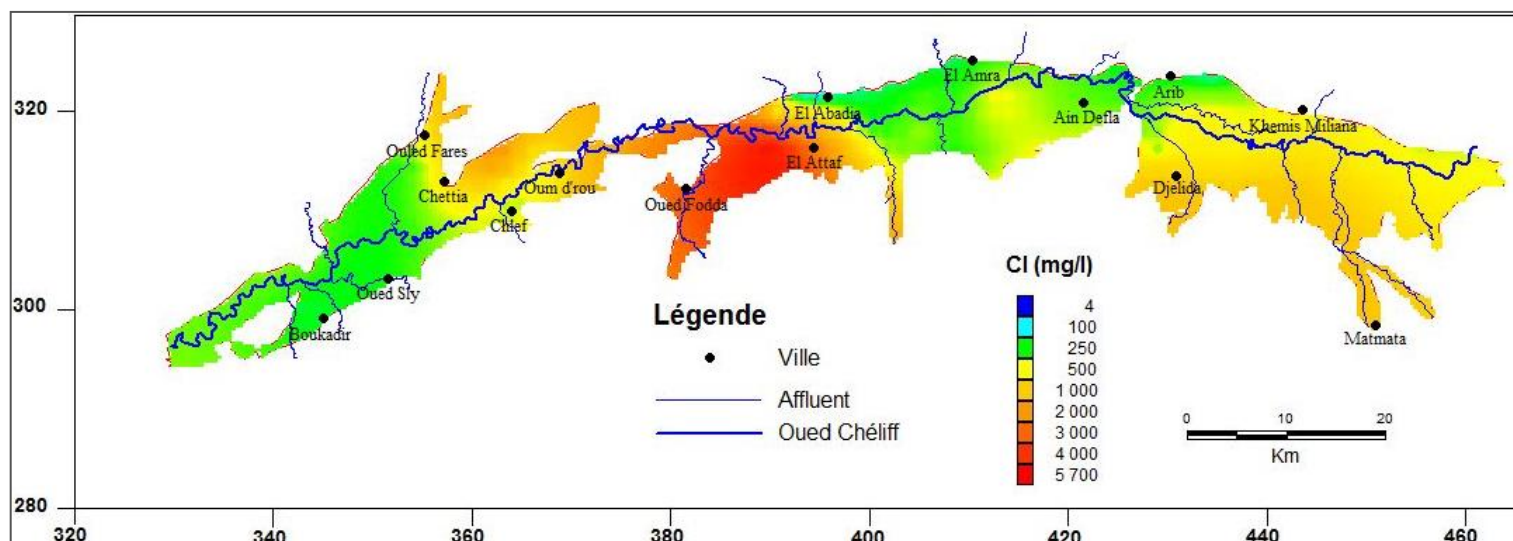 320
300
280
320
340
360
380
400
420
440
460
El Amra
Arib
El Abadia
Ain Defla
Khemis Miliana
Ouled Fares
El Attaf
Chettia
Oum d'rou
Djelida
Oued Fodda
Chlef
Oued Sly
Boukadir
Matmata
Légende
Ville
Affluent
Oued Chéliff
Cl (mg/l)
4
100
250
500
1 000
2 000
3 000
4 000
5 700
0 10 20
Km